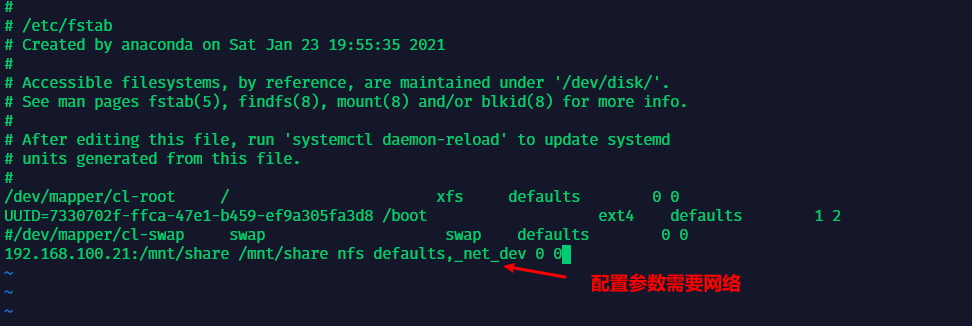 #
# /etc/fstab
# Created by anaconda on Sat Jan 23 19:55:35 2021
#
# Accessible filesystems, by reference, are maintained under '/dev/disk/'.
# See man pages fstab(5), findfs(8), mount(8) and/or blkid(8) for more info.
#
# After editing this file, run 'systemctl daemon-reload' to update systemd
# units generated from this file.
#
/dev/mapper/cl-root     /                       xfs     defaults        0 0
UUID=7330702f-ffca-47e1-b459-ef9a305fa3d8 /boot                   ext4    defaults        1 2
#/dev/mapper/cl-swap     swap                    swap    defaults        0 0
192.168.100.21:/mnt/share /mnt/share nfs defaults,_net_dev 0 0
~
配置参数需要网络
~
~